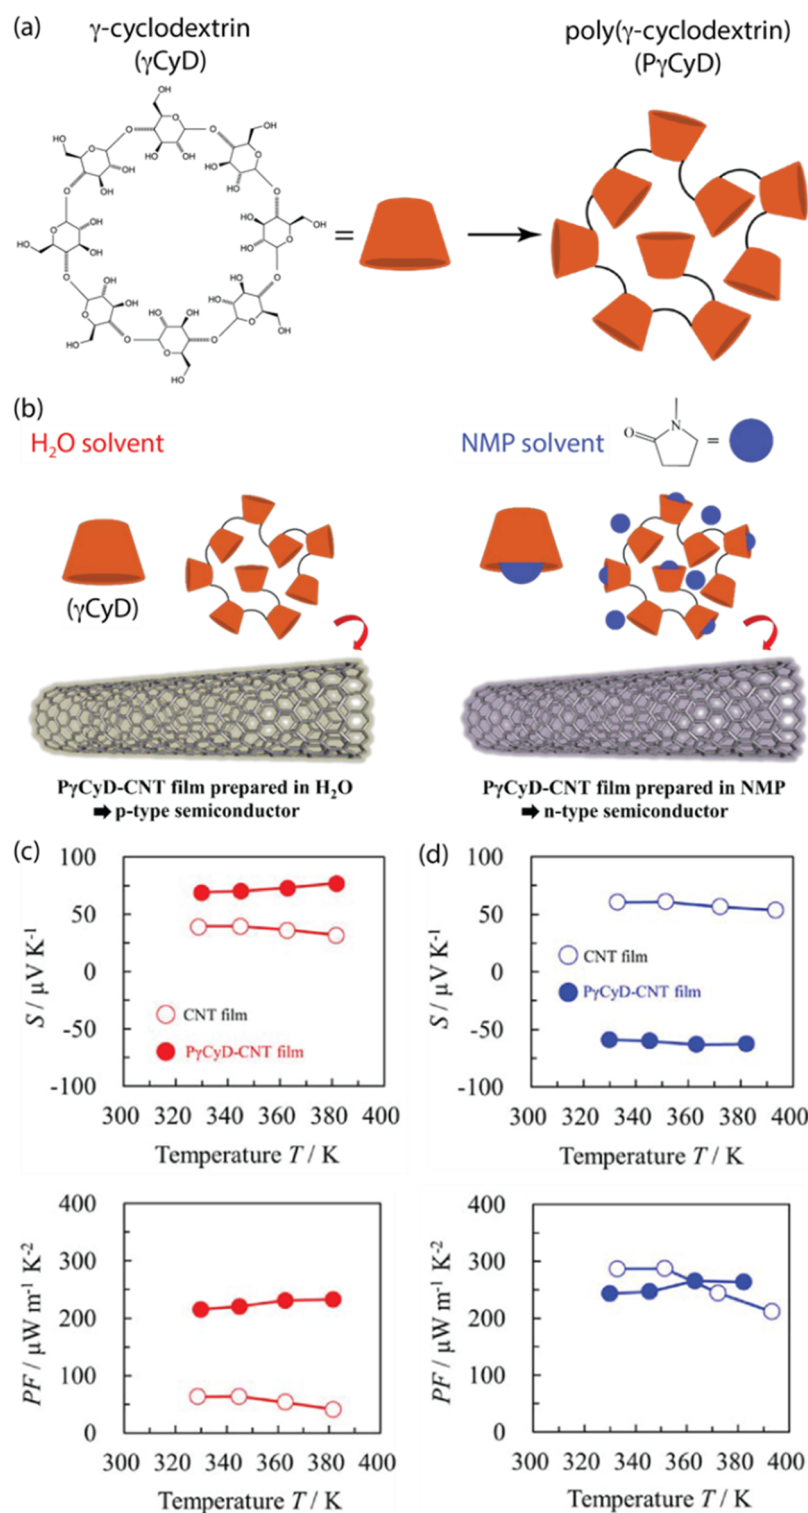 (a)
γ-cyclodextrin
(γCyD)
poly(γ-cyclodextrin)
(PγCyD)
=
(b)
H₂O solvent
NMP solvent
O
N
=
(γCyD)
PγCyD-CNT film prepared in H₂O
➡ p-type semiconductor
PγCyD-CNT film prepared in NMP
➡ n-type semiconductor
(c)
S / μV K⁻¹
100
50
0
-50
-100
CNT film
PγCyD-CNT film
300 320 340 360 380 400
Temperature T / K
(d)
S / μV K⁻¹
100
50
0
-50
-100
CNT film
PγCyD-CNT film
300 320 340 360 380 400
Temperature T / K
PF / μW m⁻¹ K⁻²
400
300
200
100
0
300 320 340 360 380 400
Temperature T / K
PF / μW m⁻¹ K⁻²
400
300
200
100
0
300 320 340 360 380 400
Temperature T / K